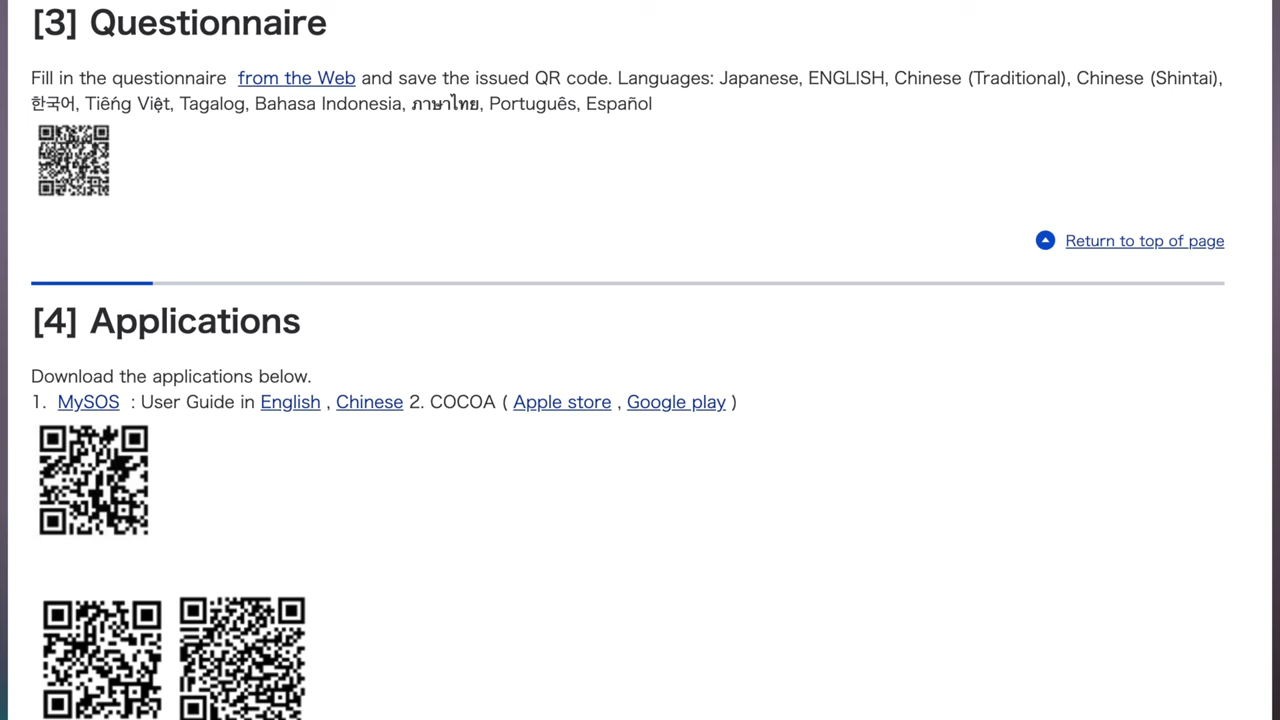 [3] Questionnaire
Fill in the questionnaire from the Web and save the issued QR code. Languages: Japanese, ENGLISH, Chinese (Traditional), Chinese (Shintai),
한국어, Tiếng Việt, Tagalog, Bahasa Indonesia, ภาษาไทย, Português, Español
Return to top of page
[4] Applications
Download the applications below.
1. MySOS : User Guide in English , Chinese 2. COCOA ( Apple store , Google play )